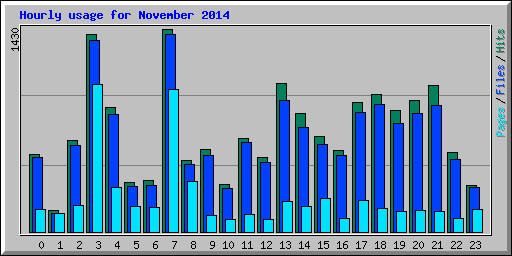 Hourly usage for November 2014
1430
Pages / Files / Hits
0 1 2 3 4 5 6 7 8 9 10 11 12 13 14 15 16 17 18 19 20 21 22 23